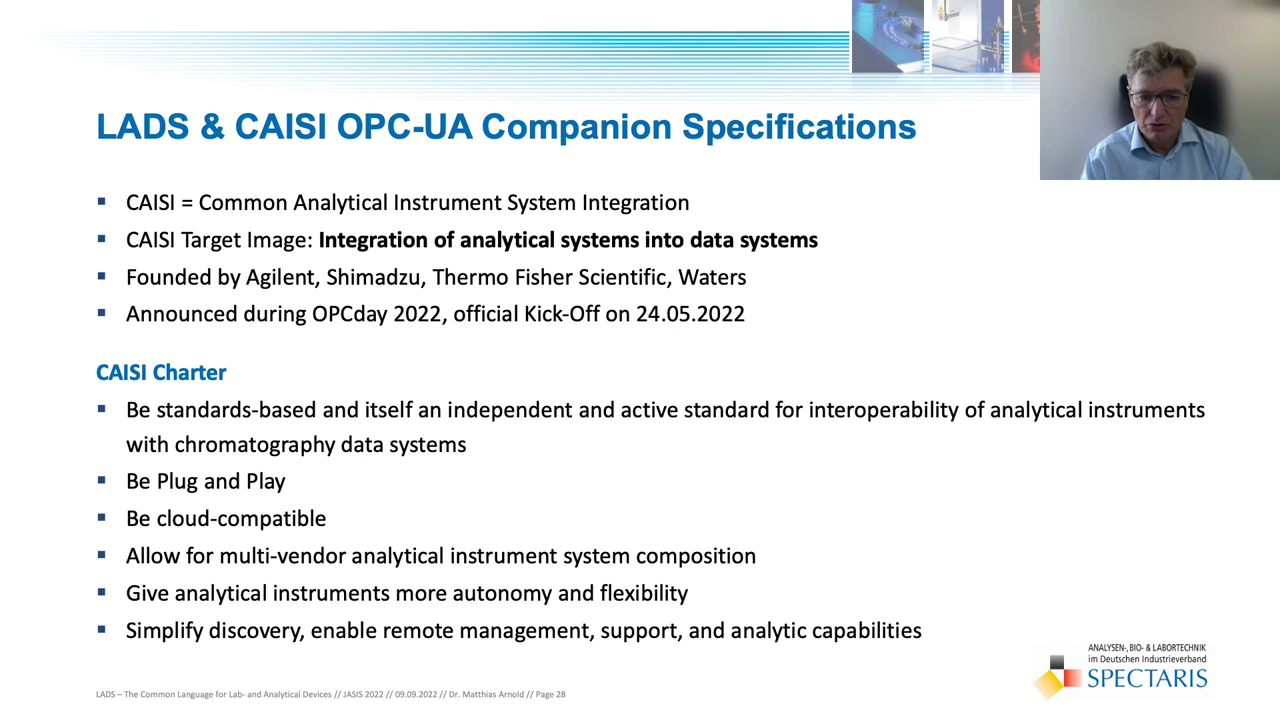 LADS & CAISI OPC-UA Companion Specifications
▪ CAISI = Common Analytical Instrument System Integration
▪ CAISI Target Image: Integration of analytical systems into data systems
▪ Founded by Agilent, Shimadzu, Thermo Fisher Scientific, Waters
▪ Announced during OPCday 2022, official Kick-Off on 24.05.2022
CAISI Charter
▪ Be standards-based and itself an independent and active standard for interoperability of analytical instruments
with chromatography data systems
▪ Be Plug and Play
▪ Be cloud-compatible
▪ Allow for multi-vendor analytical instrument system composition
▪ Give analytical instruments more autonomy and flexibility
▪ Simplify discovery, enable remote management, support, and analytic capabilities
ANALYSEN-, BIO- & LABORTECHNIK
im Deutschen Industrieverband
SPECTARIS
LADS – The Common Language for Lab- and Analytical Devices // JASIS 2022 // 09.09.2022 // Dr. Matthias Arnold // Page 28